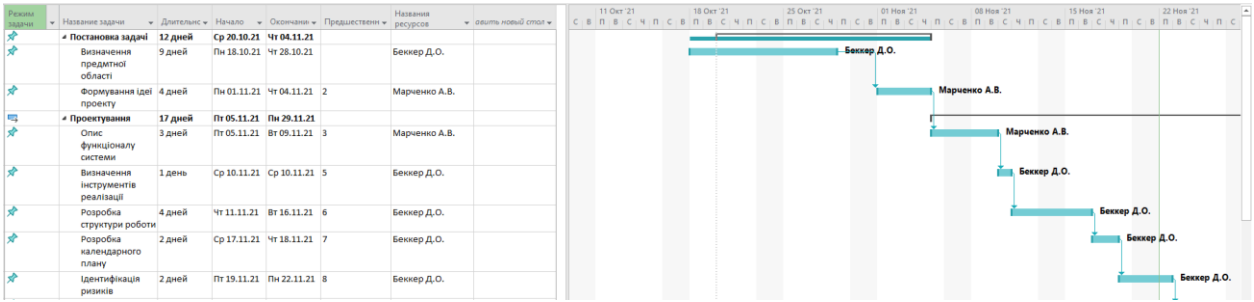 Режим задачи Название задачи Длительнс Начало Окончани Предшественн Названия ресурсов авить новый стол
11 Окт '21 18 Окт '21 25 Окт '21 01 Ноя '21 08 Ноя '21 15 Ноя '21 22 Ноя '21
С В П В С Ч П С В П В С Ч П С В П В С Ч П С В П В С Ч П С В П В С Ч П С В П В С Ч П С В П В С Ч П С
Постановка задачі 12 дней Ср 20.10.21 Чт 04.11.21
Визначення 9 дней Пн 18.10.21 Чт 28.10.21 Беккер Д.О.
предмтної
області
Беккер Д.О.
Формування ідеї 4 дней Пн 01.11.21 Чт 04.11.21 2 Марченко А.В.
проекту
Марченко А.В.
Проектування 17 дней Пт 05.11.21 Пн 29.11.21
Опис 3 дней Пт 05.11.21 Вт 09.11.21 3 Марченко А.В.
функціоналу
системи
Марченко А.В.
Визначення 1 день Ср 10.11.21 Ср 10.11.21 5 Беккер Д.О.
інструментів
реалізації
Беккер Д.О.
Розробка 4 дней Чт 11.11.21 Вт 16.11.21 6 Беккер Д.О.
структури роботи
Беккер Д.О.
Розробка 2 дней Ср 17.11.21 Чт 18.11.21 7 Беккер Д.О.
календарного
плану
Беккер Д.О.
Ідентифікація 2 дней Пт 19.11.21 Пн 22.11.21 8 Беккер Д.О.
ризиків
Беккер Д.О.